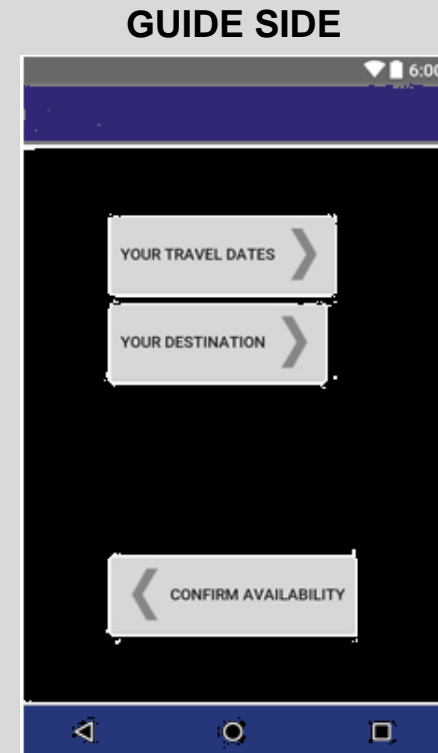 GUIDE SIDE
6:00
YOUR TRAVEL DATES
YOUR DESTINATION
CONFIRM AVAILABILITY